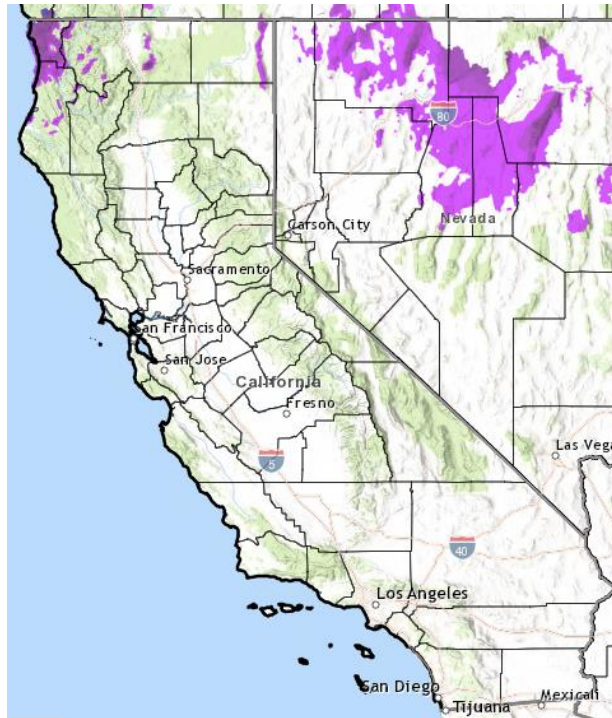 80
Nevada
Carson City
Sacramento
San Francisco
San Jose
California
Fresno
5
Las Vega
40
Los Angeles
San Diego
Tijuana
Mexicali